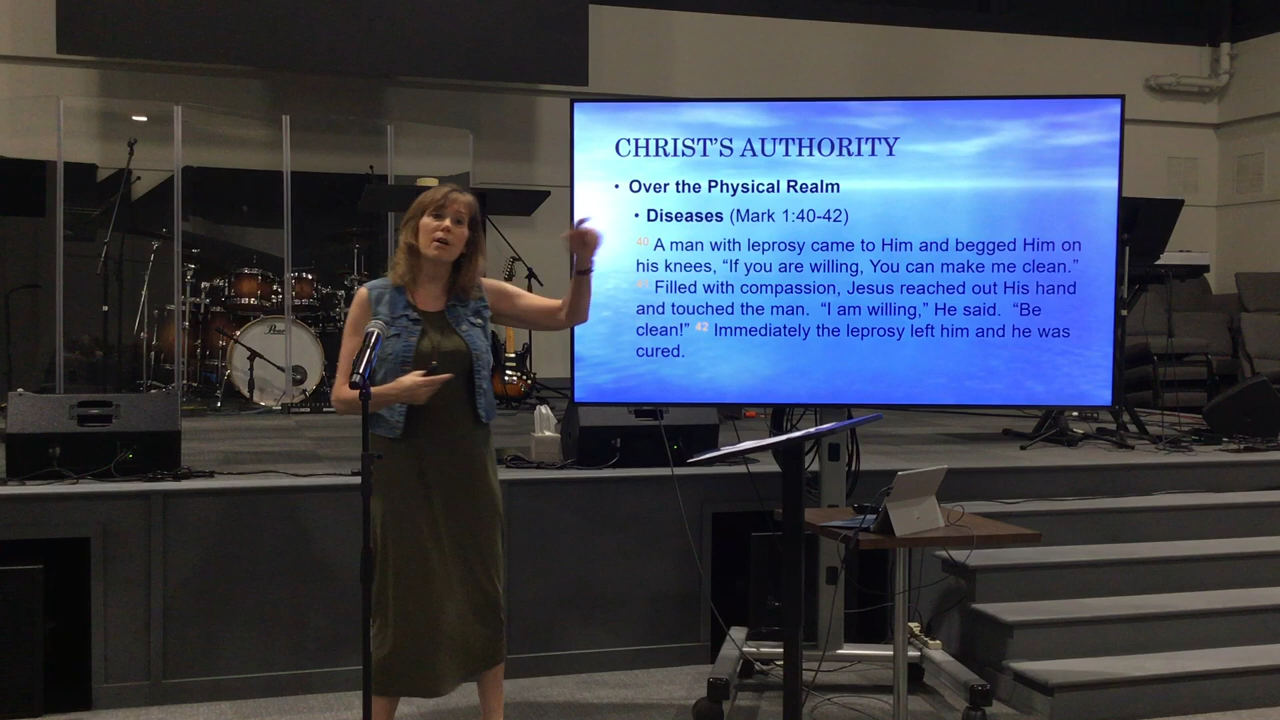 CHRIST'S AUTHORITY
• Over the Physical Realm
• Diseases (Mark 1:40-42)
40 A man with leprosy came to Him and begged Him on
his knees, “If you are willing, You can make me clean.”
41 Filled with compassion, Jesus reached out His hand
and touched the man. “I am willing,” He said. “Be
clean!” 42 Immediately the leprosy left him and he was
cured.
Pearl